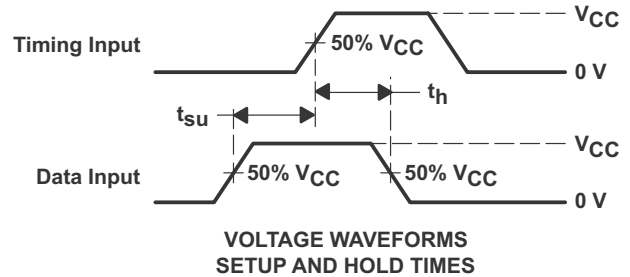 VCC
Timing Input
50% VCC
0 V
th
tsu
VCC
Data Input
50% VCC
50% VCC
0 V
VOLTAGE WAVEFORMS
SETUP AND HOLD TIMES